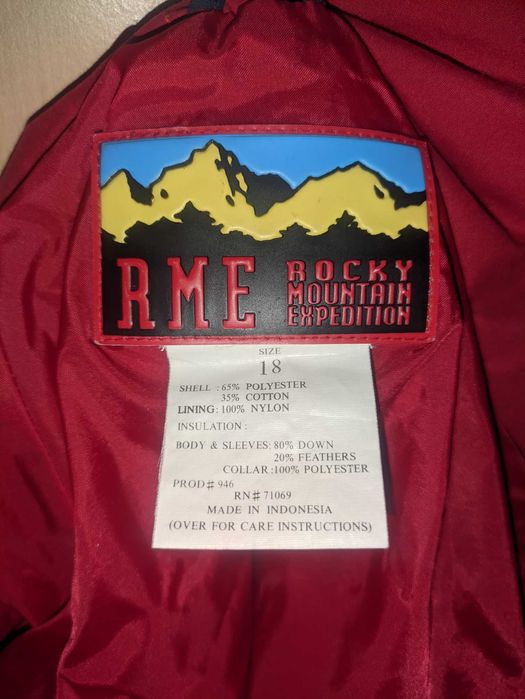 RME
ROCKY
MOUNTAIN
EXPEDITION
SIZE
18
SHELL :65% POLYESTER
35% COTTON
LINING: 100% NYLON
INSULATION :
BODY & SLEEVES: 80% DOWN
20% FEATHERS
COLLAR :100% POLYESTER
PROD# 946
RN# 71069
MADE IN INDONESIA
(OVER FOR CARE INSTRUCTIONS)